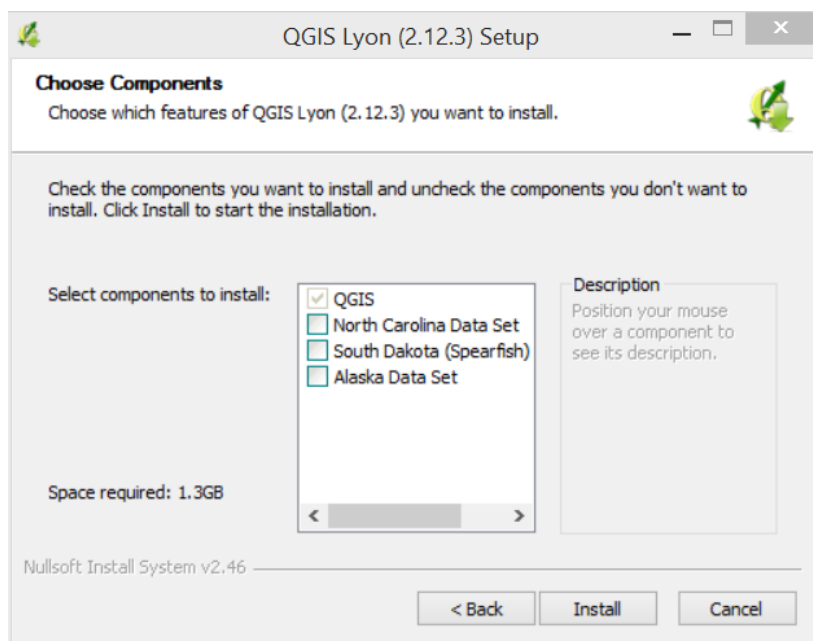 QGIS Lyon (2.12.3) Setup
Choose Components
Choose which features of QGIS Lyon (2.12.3) you want to install.
Check the components you want to install and uncheck the components you don't want to
install. Click Install to start the installation.
Select components to install:
QGIS
North Carolina Data Set
South Dakota (Spearfish)
Alaska Data Set
Description
Position your mouse
over a component to
see its description.
Space required: 1.3GB
Nullsoft Install System v2.46
< Back
Install
Cancel